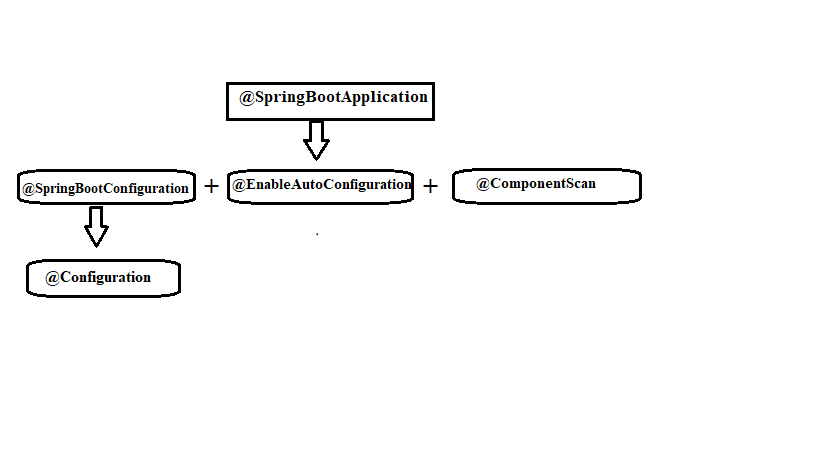 @SpringBootApplication
@SpringBootConfiguration + @EnableAutoConfiguration + @ComponentScan
@Configuration